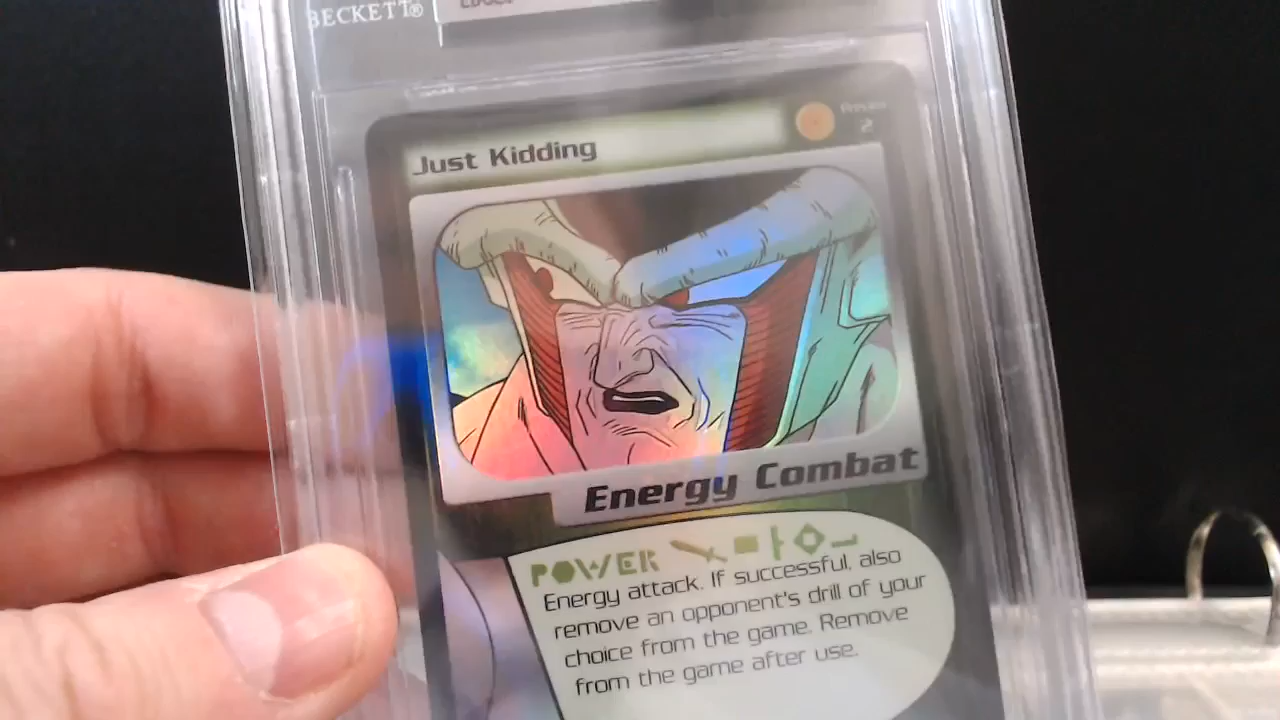 BECKETT®
Just Kidding
2
Energy Combat
POWER
Energy attack. If successful, also
remove an opponent's drill of your
choice from the game. Remove
from the game after use.